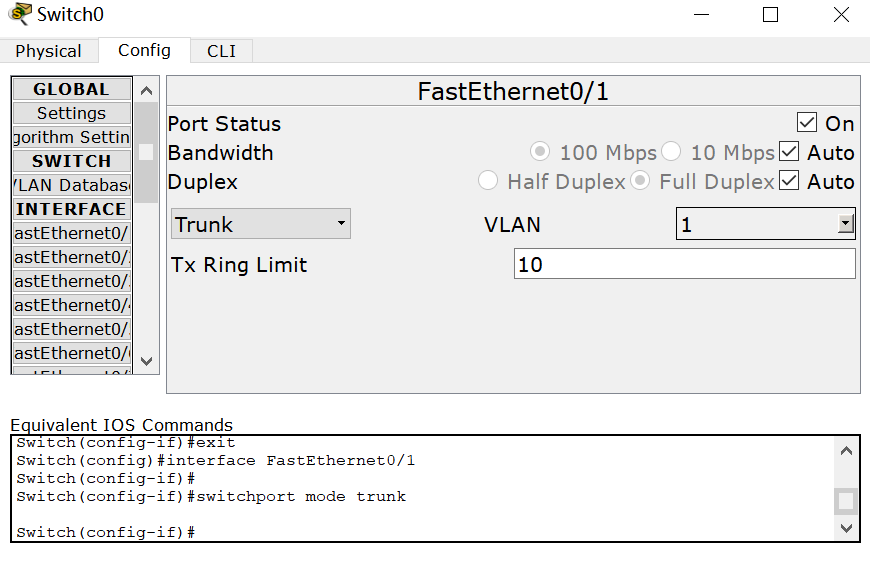 Switch0
Physical Config CLI
GLOBAL
Settings
gorithm Settin
SWITCH
VLAN Databas
INTERFACE
astEthernet0/
astEthernet0/
astEthernet0/
astEthernet0/
astEthernet0/
astEthernet0/
FastEthernet0/1
Port Status On
Bandwidth 100 Mbps 10 Mbps Auto
Duplex Half Duplex Full Duplex Auto
Trunk VLAN 1
Tx Ring Limit 10
Equivalent IOS Commands
Switch(config-if)#exit
Switch(config)#interface FastEthernet0/1
Switch(config-if)#
Switch(config-if)#switchport mode trunk
Switch(config-if)#